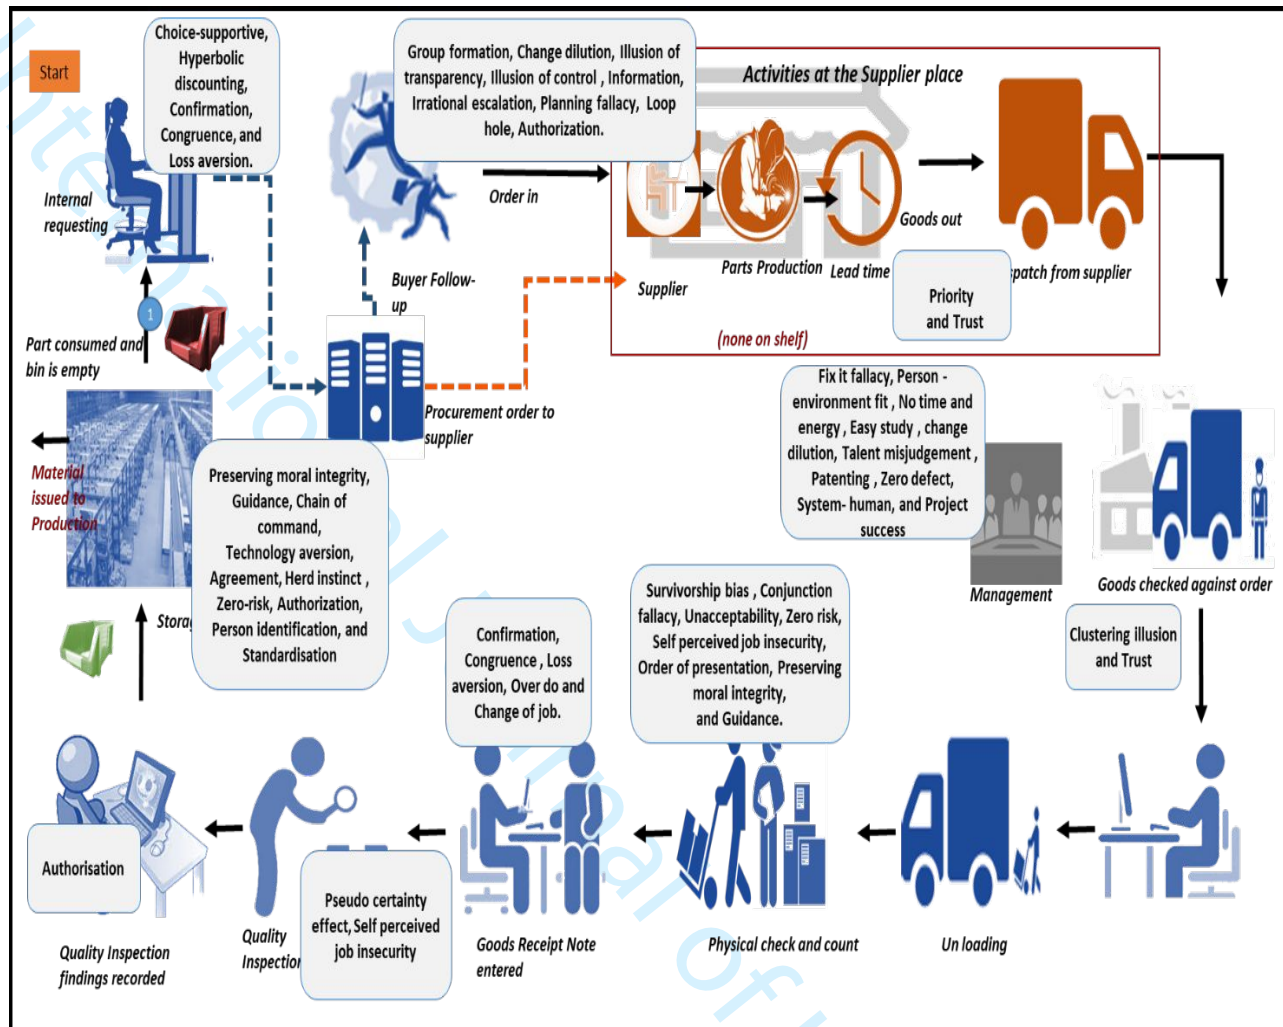 Start
Choice-supportive,
Hyperbolic
discounting,
Confirmation,
Congruence, and
Loss aversion.
Internal
requesting
1
Part consumed and
bin is empty
Group formation, Change dilution, Illusion of
transparency, Illusion of control , Information,
Irrational escalation, Planning fallacy, Loop
hole, Authorization.
Buyer Follow-
up
Order in
Activities at the Supplier place
Supplier
Parts Production
Lead time
Goods out
spatch from supplier
Priority
and Trust
(none on shelf)
Procurement order to
supplier
Material
issued to
Production
Storag
Preserving moral integrity,
Guidance, Chain of
command,
Technology aversion,
Agreement, Herd instinct ,
Zero-risk, Authorization,
Person identification, and
Standardisation
Fix it fallacy, Person -
environment fit , No time and
energy , Easy study , change
dilution, Talent misjudgement ,
Patenting , Zero defect,
System- human, and Project
success
Management
Goods checked against order
Clustering illusion
and Trust
Survivorship bias , Conjunction
fallacy, Unacceptability, Zero risk,
Self perceived job insecurity,
Order of presentation, Preserving
moral integrity,
and Guidance.
Confirmation,
Congruence , Loss
aversion, Over do and
Change of job.
Authorisation
Pseudo certainty
effect, Self perceived
job insecurity
Quality Inspection
findings recorded
Quality
Inspection
Goods Receipt Note
entered
Physical check and count
Un loading
International Journal of